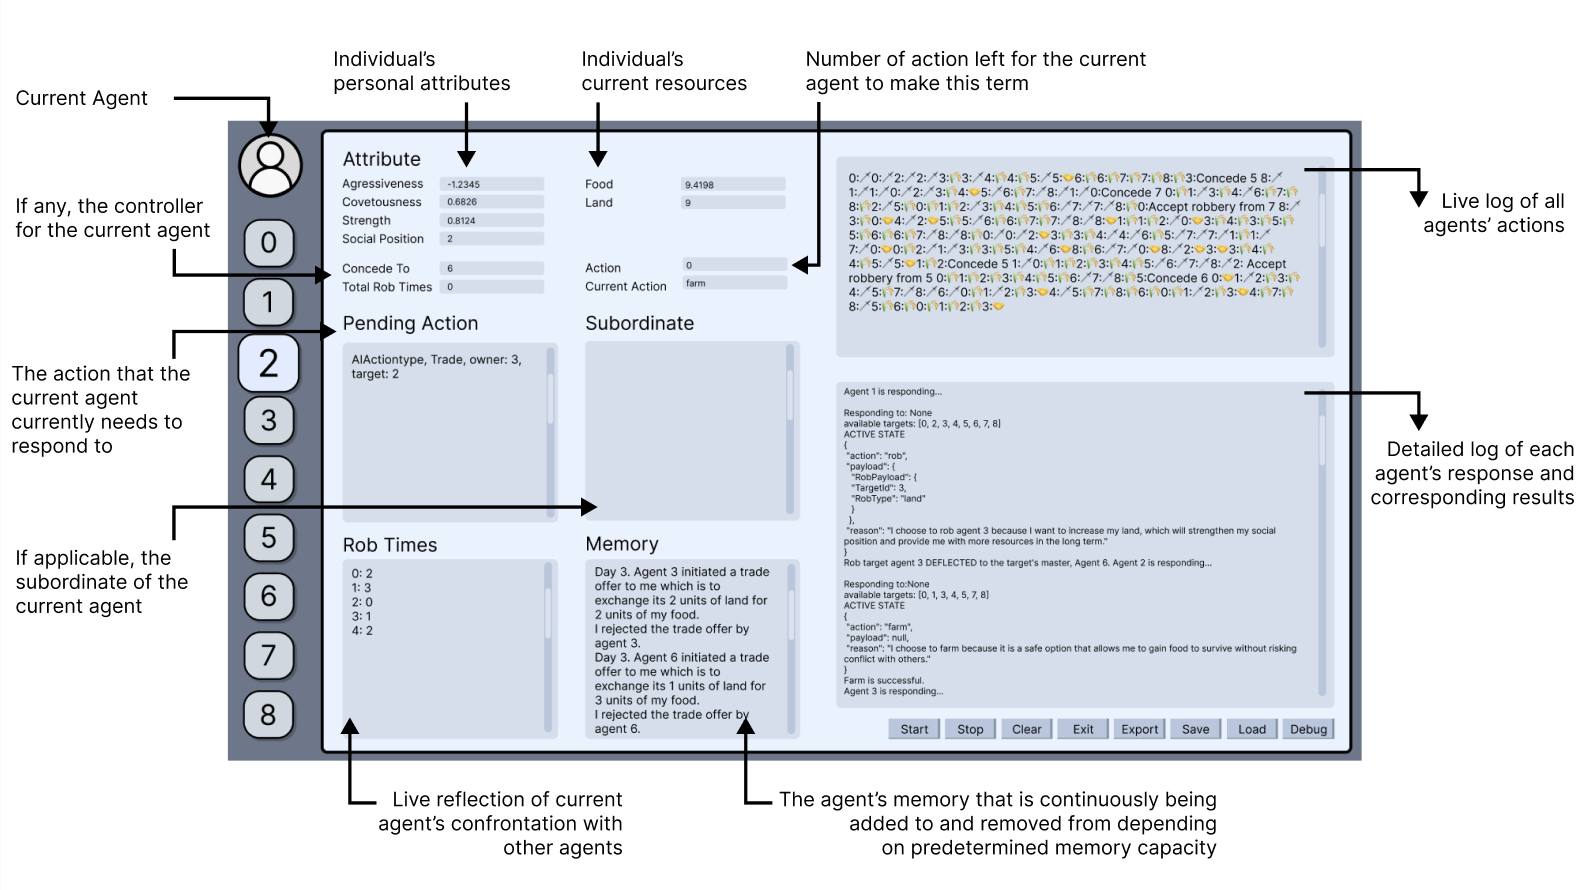 Individual's
personal attributes
Individual's
current resources
Number of action left for the current
agent to make this term
Current Agent
If any, the controller
for the current agent
The action that the
current agent
currently needs to
respond to
If applicable, the
subordinate of the
current agent
0
1
2
3
4
5
6
7
8
Attribute
Agressiveness -1.2345
Covetousness 0.6826
Strength 0.8124
Social Position 2
Concede To 6
Total Rob Times 0
Food 9.4198
Land 9
Action 0
Current Action farm
Pending Action
AIActiontype, Trade, owner: 3,
target: 2
Subordinate
Rob Times
0: 2
1: 3
2: 0
3: 1
4: 2
Memory
Day 3. Agent 3 initiated a trade
offer to me which is to
exchange its 2 units of land for
2 units of my food.
I rejected the trade offer by
agent 3.
Day 3. Agent 6 initiated a trade
offer to me which is to
exchange its 1 units of land for
3 units of my food.
I rejected the trade offer by
agent 6.
0:🗡0:🗡2:🗡2:🗡3:🌾3:🗡4:🌾4:🌾5:🗡5:🤝6:🌾6:🌾7:🌾7:🌾8:🌾3:Concede 5 8:🗡
1:🗡1:🗡0:🗡2:🗡3:🌾4:🤝5:🗡6:🌾7:🗡8:🗡1:🗡0:Concede 7 0:🌾1:🗡3:🌾4:🗡6:🌾7:🌾
8:🌾2:🗡5:🌾0:🌾1:🌾2:🗡3:🌾4:🌾5:🌾6:🗡7:🗡7:🗡8:🌾0:Accept robbery from 7 8:🗡
3:🌾0:🤝4:🗡2:🤝5:🌾5:🗡6:🌾6:🌾7:🌾7:🗡8:🗡8:🤝1:🌾1:🌾2:🗡0:🗡3:🤝4:🌾5:🌾
5:🌾6:🌾6:🌾7:🗡8:🗡8:🌾0:🌾0:🗡2:🤝3:🌾3:🌾4:🗡4:🗡6:🌾5:🗡7:🗡7:🌾1:🌾1:🗡
7:🗡0:🤝0:🌾2:🗡1:🗡3:🌾3:🌾5:🌾4:🗡6:🤝8:🌾6:🗡7:🗡0:🤝8:🗡2:🤝3:🤝3:🗡4:🌾
4:🌾5:🗡5:🤝1:🌾2:Concede 5 1:🌾0:🌾1:🌾2:🗡3:🌾4:🌾5:🗡6:🗡7:🗡8:🗡2: Accept
robbery from 5 0:🌾1:🌾2:🗡3:🌾4:🌾5:🗡6:🌾7:🗡8:🌾5:Concede 6 0:🤝1:🗡2:🗡3:🌾
4:🗡5:🌾7:🗡8:🗡6:🗡0:🌾1:🗡2:🌾3:🤝4:🗡5:🌾7:🌾8:🌾6:🌾0:🌾1:🗡2:🌾3:🤝4:🗡7:🌾
8:🗡5:🌾6:🌾0:🌾1:🌾2:🌾3:🤝
Agent 1 is responding...
Responding to: None
available targets: [0, 2, 3, 4, 5, 6, 7, 8]
ACTIVE STATE
{
"action": "rob",
"payload": {
"RobPayload": {
"TargetId": 3,
"RobType": "land"
}
},
"reason": "I choose to rob agent 3 because I want to increase my land, which will strengthen my social
position and provide me with more resources in the long term."
}
Rob target agent 3 DEFLECTED to the target's master, Agent 6. Agent 2 is responding...
Responding to:None
available targets: [0, 1, 3, 4, 5, 7, 8]
ACTIVE STATE
{
"action": "farm",
"payload": null,
"reason": "I choose to farm because it is a safe option that allows me to gain food to survive without risking
conflict with others."
}
Farm is successful.
Agent 3 is responding...
Start Stop Clear Exit Export Save Load Debug
Live log of all
agents' actions
Detailed log of each
agent's response and
corresponding results
Live reflection of current
agent's confrontation with
other agents
The agent's memory that is continuously being
added to and removed from depending
on predetermined memory capacity